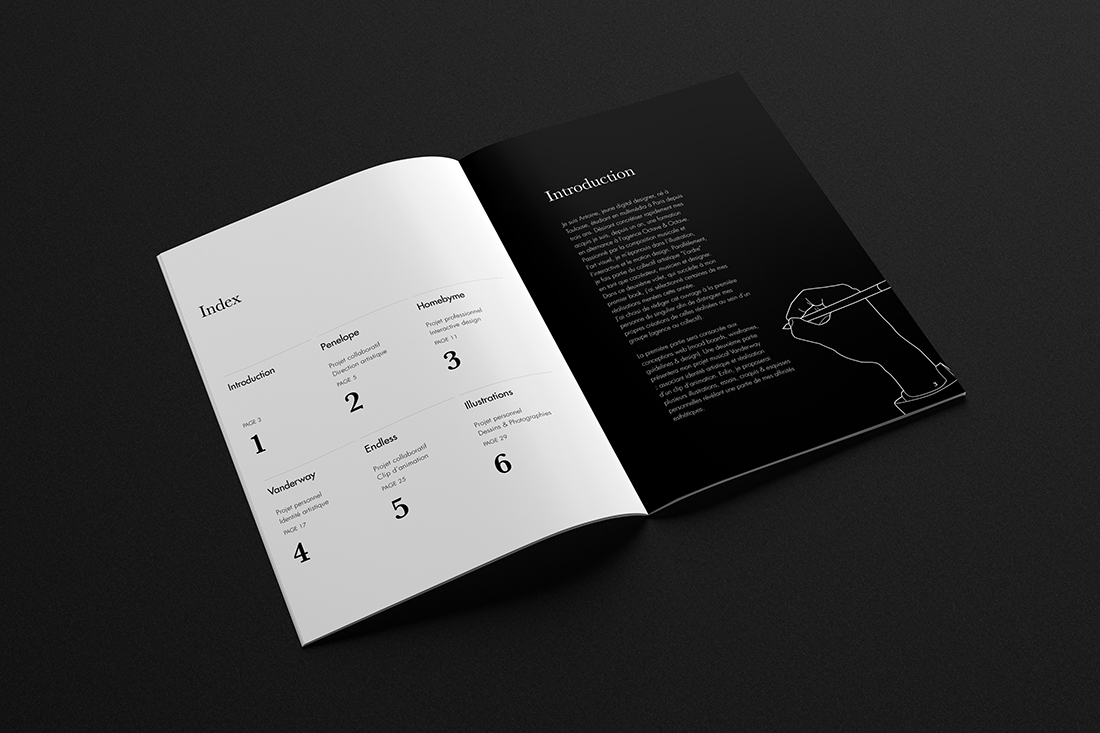 Index
Introduction
PAGE 3
1
Penelope
Projet collaboratif
Direction artistique
PAGE 5
2
Homebyme
Projet professionnel
Interactive design
PAGE 11
3
Vanderway
Projet personnel
Identité artistique
PAGE 17
4
Endless
Projet collaboratif
Clip d'animation
PAGE 25
5
Illustrations
Projet personnel
Dessins & Photographies
PAGE 29
6
Introduction
Je suis Antoine, jeune digital designer, né à
Toulouse, étudiant en multimédia à Paris depuis
trois ans. Désirant concrétiser rapidement mes
acquis je suis, depuis un an, une formation
en alternance à l'agence Octave & Octave.
Passionné par la composition musicale et
l'art visuel, je m'épanouis dans l'illustration,
l'interactive et le motion design. Parallèlement,
je fais partie du collectif artistique "l'ordre"
en tant que cocréateur, musicien et designer.
Dans ce deuxième volet, qui succède à mon
premier book, j'ai sélectionné certaines de mes
réalisations menées cette année.
J'ai choisi de rédiger cet ouvrage à la première
personne du singulier afin de distinguer mes
propres créations de celles réalisées au sein d'un
groupe (agence ou collectif).
La première partie sera consacrée aux
conceptions web (mood boards, wireframes,
guidelines & design). Une deuxième partie
présentera mon projet musical Vanderway
: associant identité artistique et réalisation
d'un clip d'animation. Enfin, je proposerai
plusieurs illustrations, essais, croquis & esquisses
personnelles révélant une partie de mes affinités
esthétiques.
3